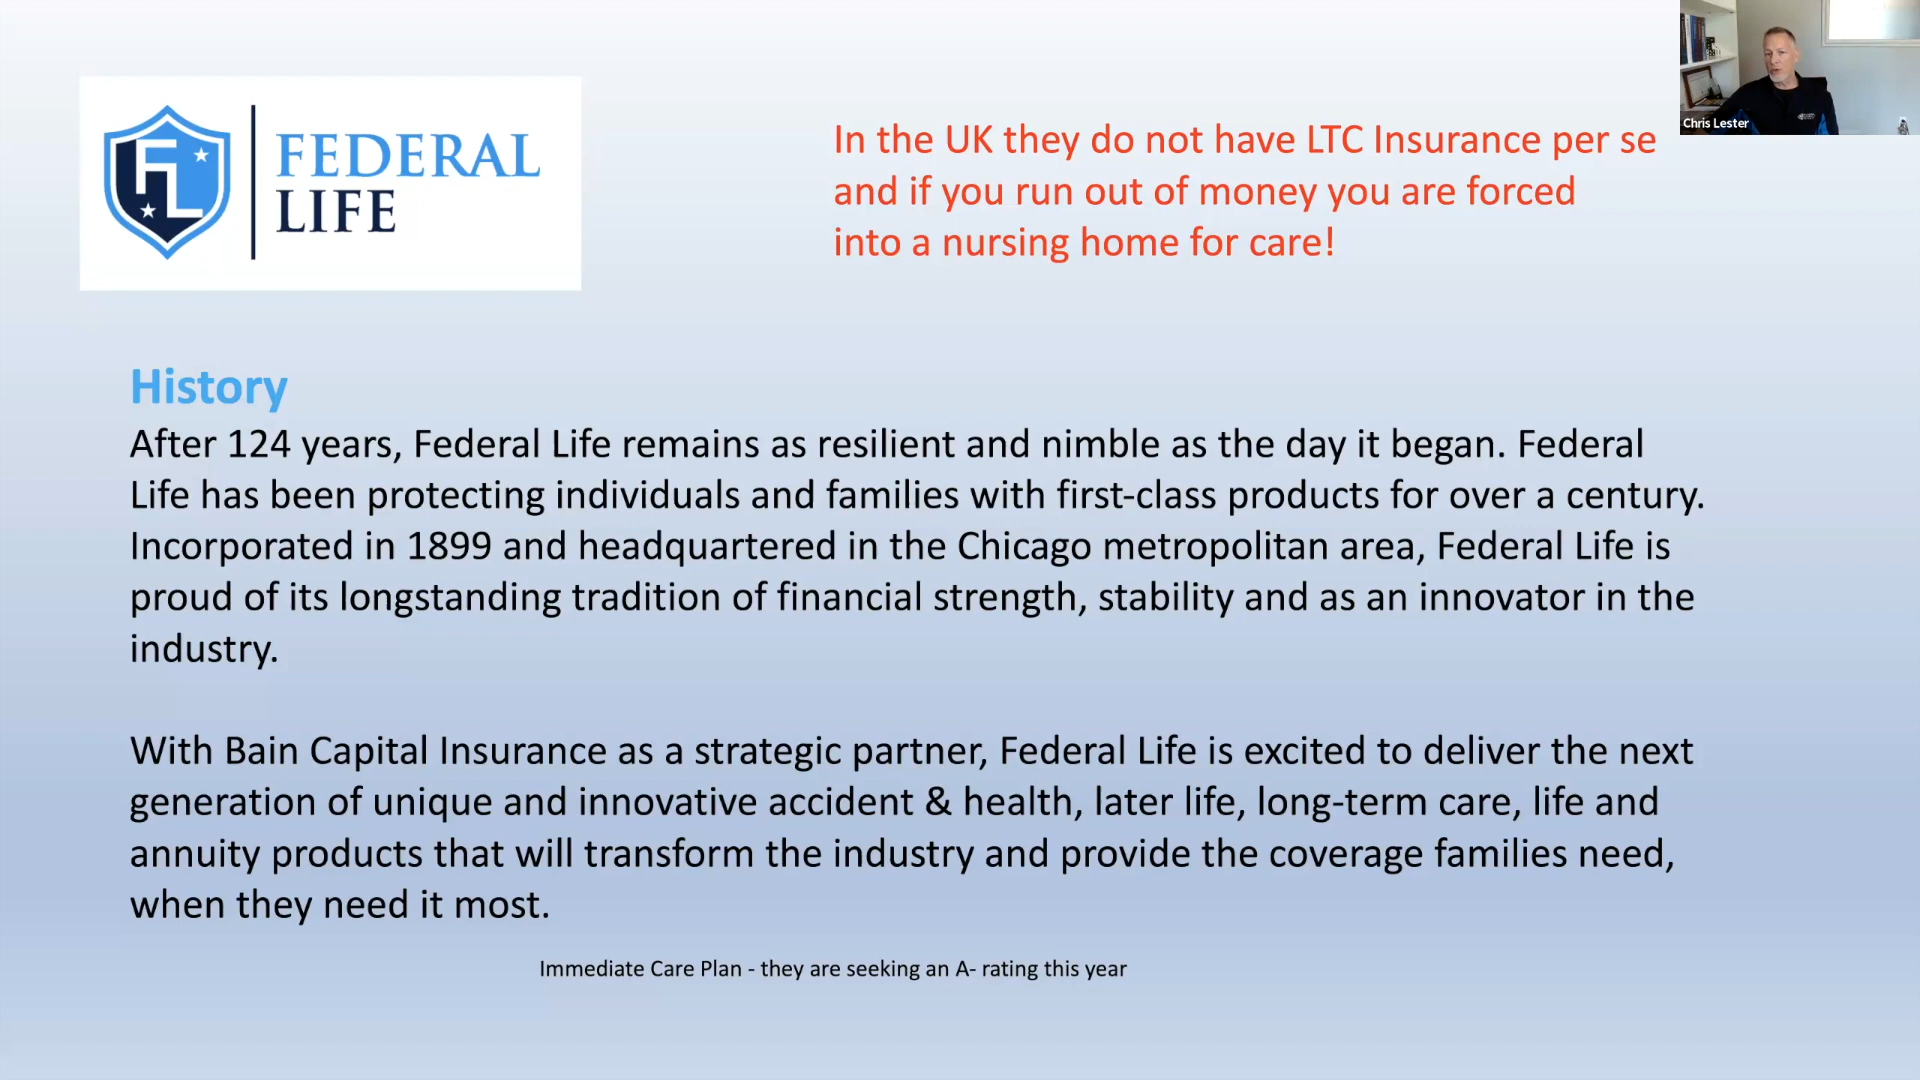 FEDERAL
LIFE
In the UK they do not have LTC Insurance per se
and if you run out of money you are forced
into a nursing home for care!
Chris Lester
History
After 124 years, Federal Life remains as resilient and nimble as the day it began. Federal
Life has been protecting individuals and families with first-class products for over a century.
Incorporated in 1899 and headquartered in the Chicago metropolitan area, Federal Life is
proud of its longstanding tradition of financial strength, stability and as an innovator in the
industry.
With Bain Capital Insurance as a strategic partner, Federal Life is excited to deliver the next
generation of unique and innovative accident & health, later life, long-term care, life and
annuity products that will transform the industry and provide the coverage families need,
when they need it most.
Immediate Care Plan - they are seeking an A- rating this year